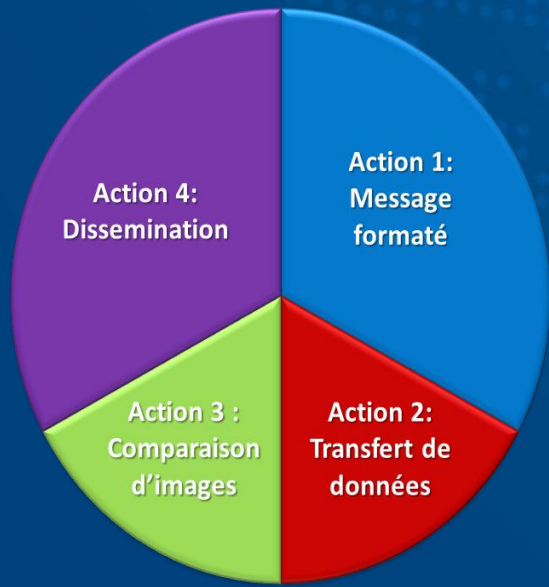 Action 1:
Message
formaté
Action 2:
Transfert de
données
Action 3 :
Comparaison
d’images
Action 4:
Dissemination